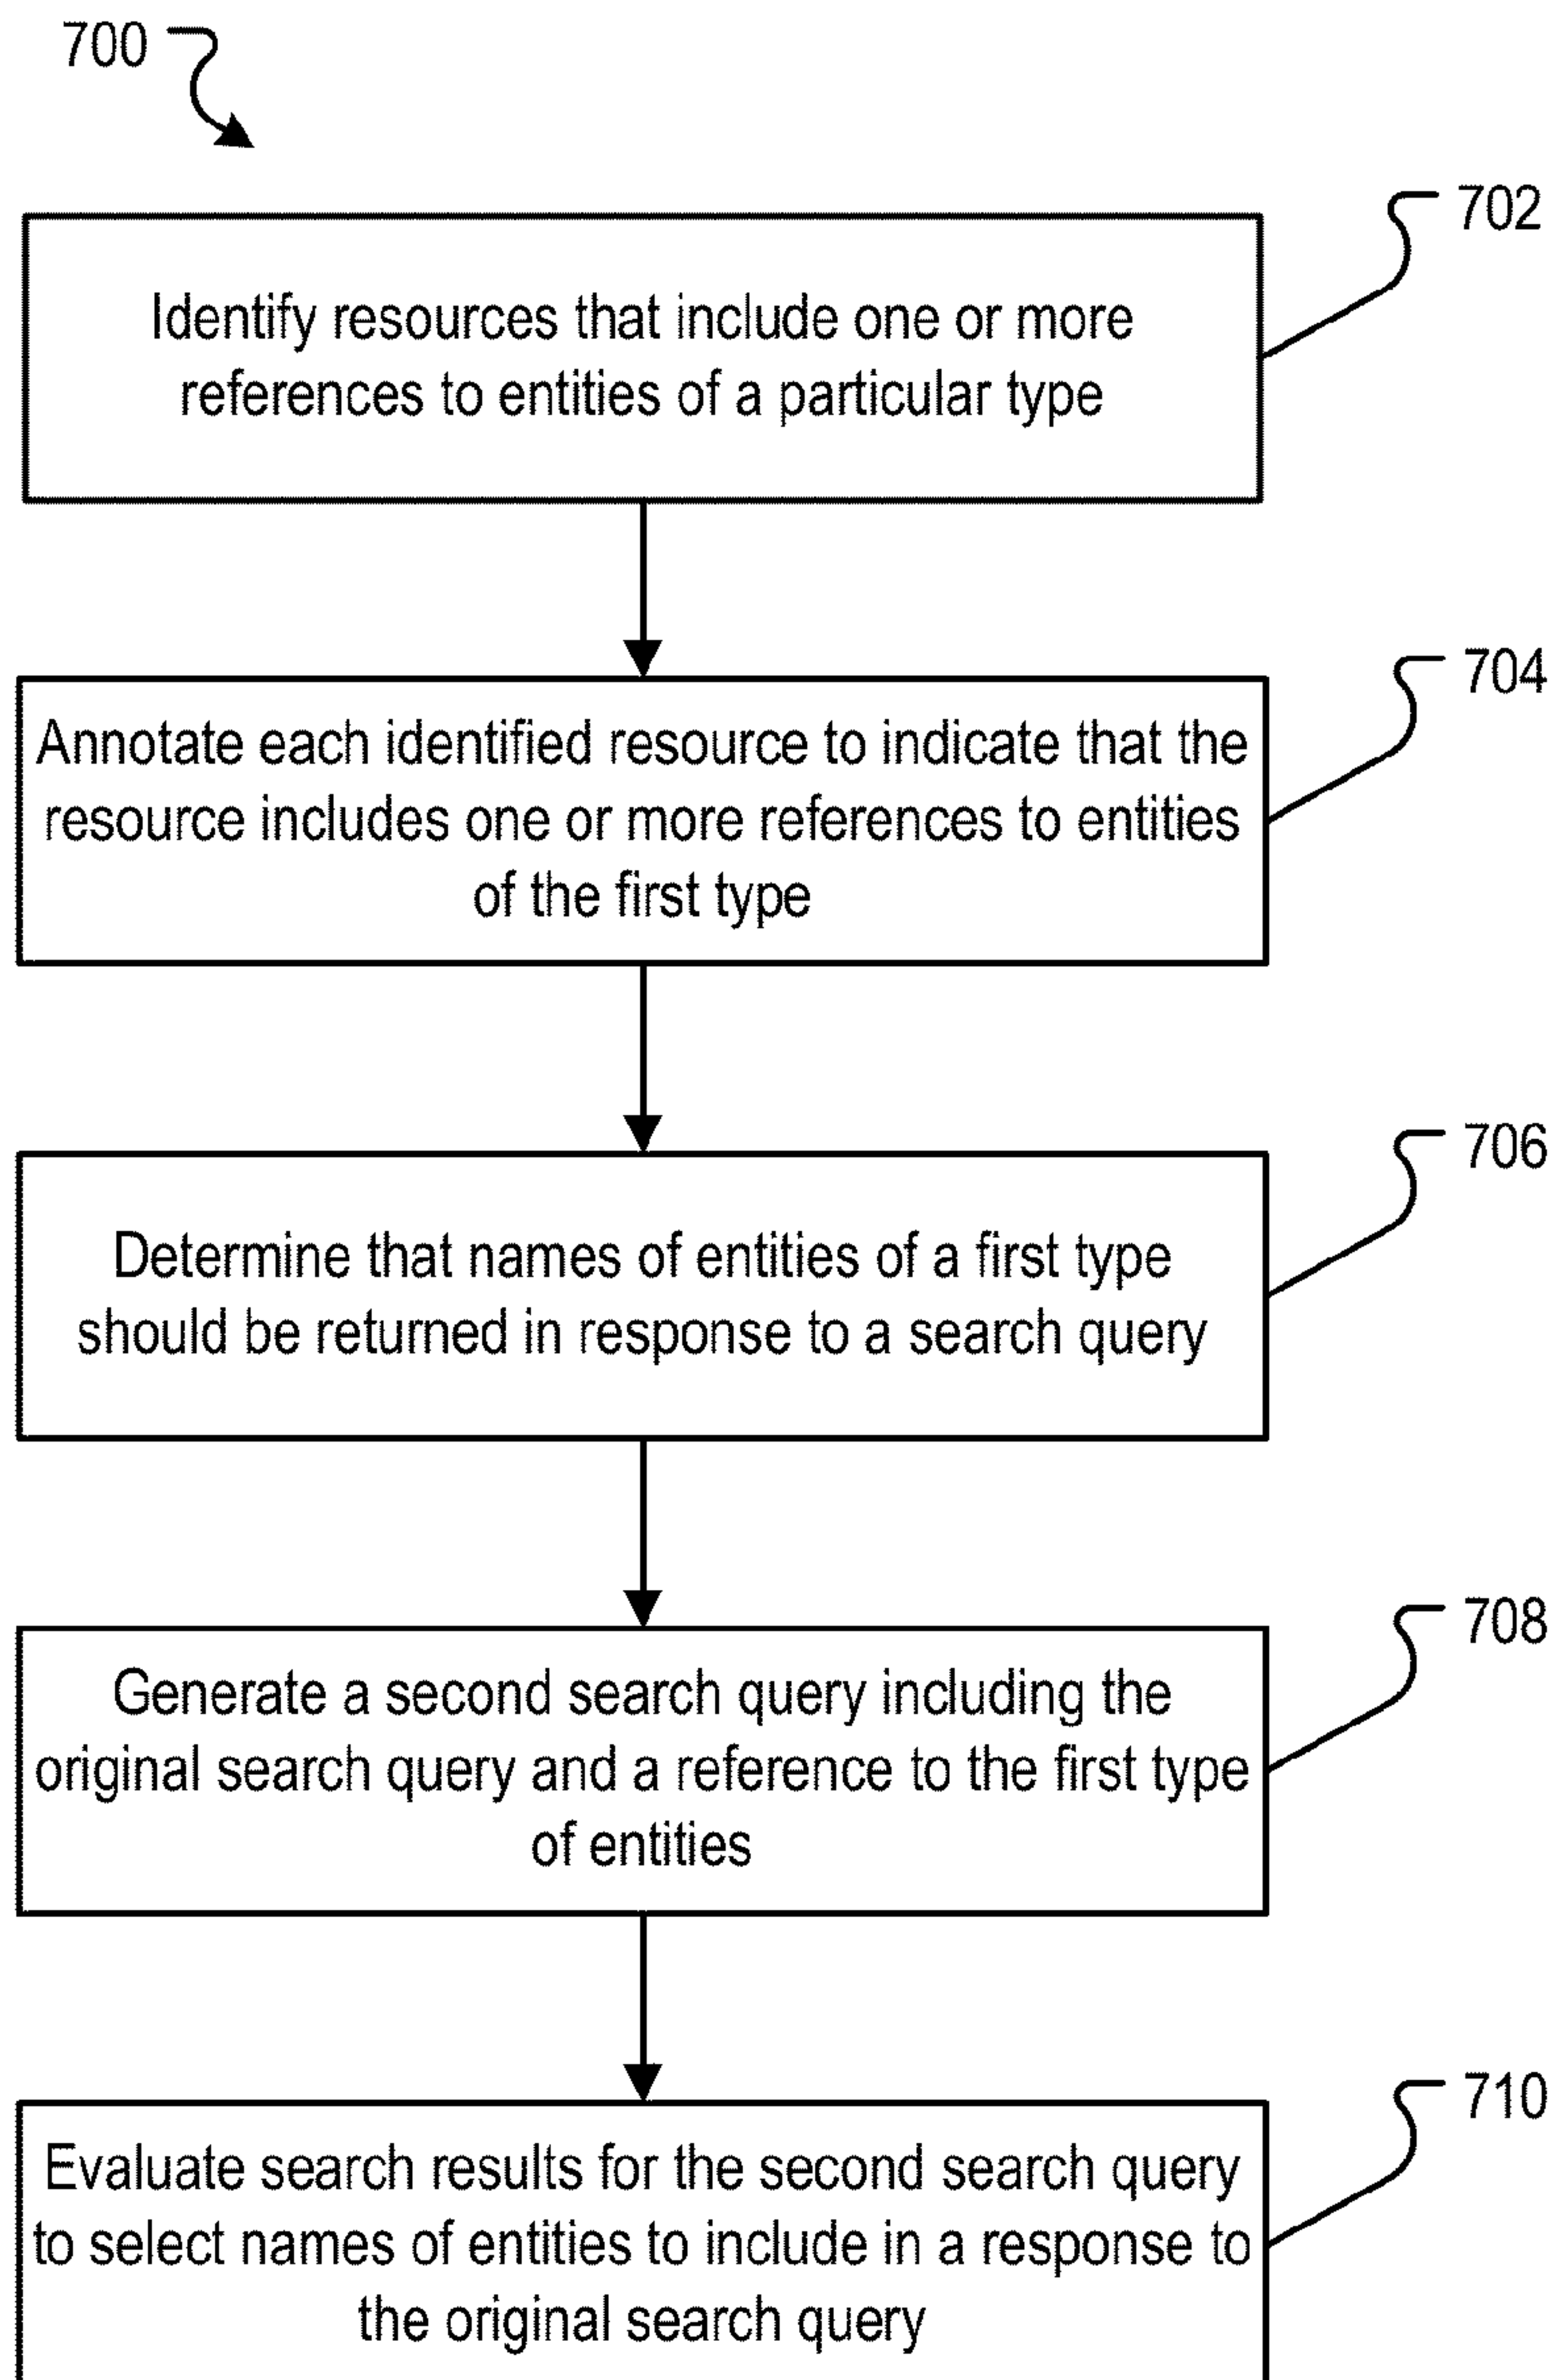 700
702
Identify resources that include one or more
references to entities of a particular type
704
Annotate each identified resource to indicate that the
resource includes one or more references to entities
of the first type
706
Determine that names of entities of a first type
should be returned in response to a search query
708
Generate a second search query including the
original search query and a reference to the first type
of entities
710
Evaluate search results for the second search query
to select names of entities to include in a response to
the original search query